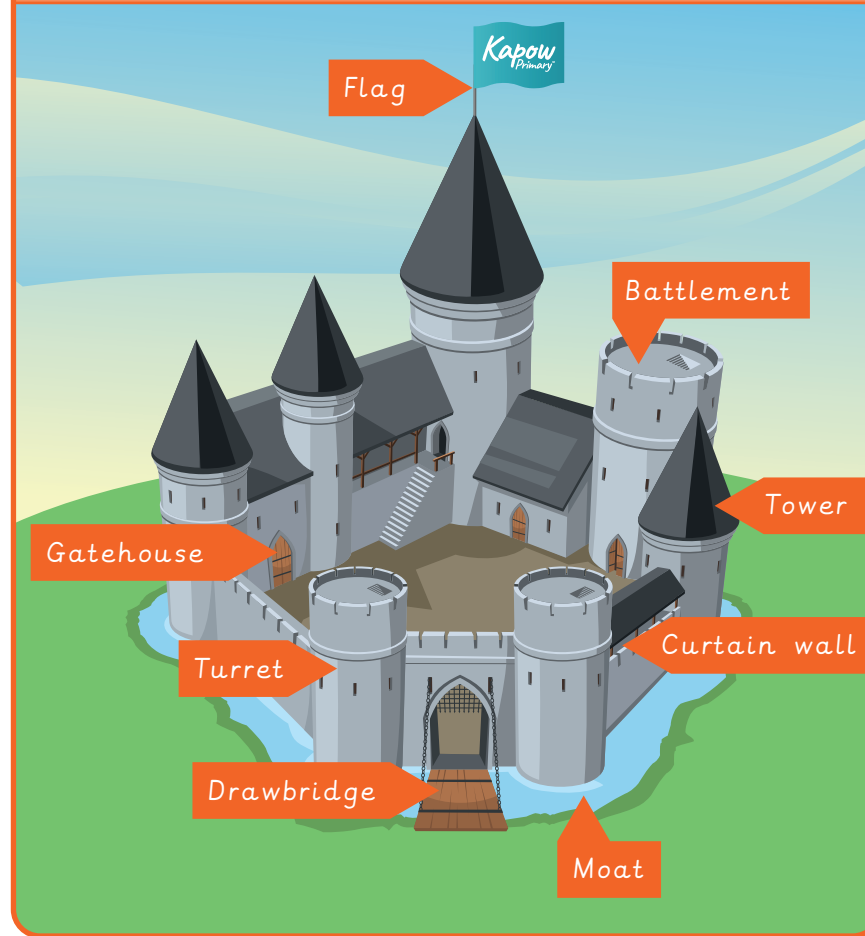 Kapow
Primary
Flag
Battlement
Tower
Gatehouse
Curtain wall
Turret
Drawbridge
Moat